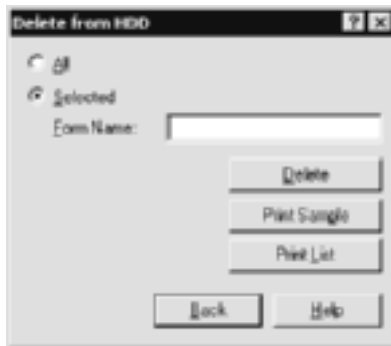 Delete from HDD
All
Selected
Form Name:
Delete
Print Sample
Print List
Back
Help